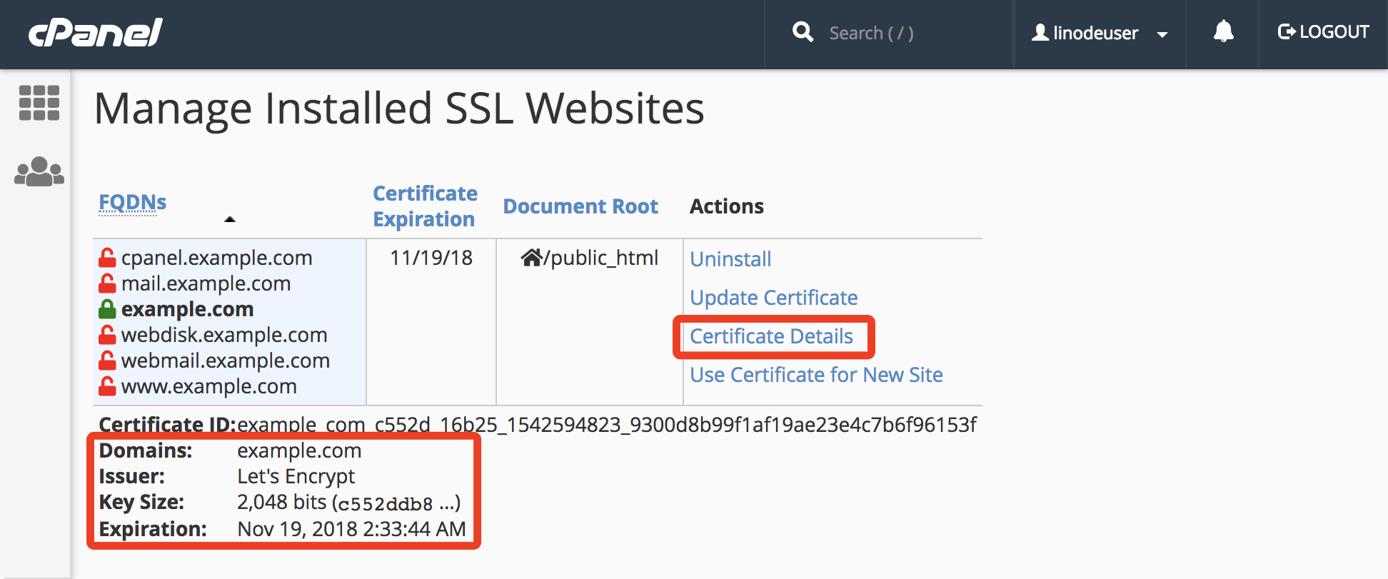 cPanel
Search ( / )
linodeuser
LOGOUT
Manage Installed SSL Websites
FQDNs
Certificate
Expiration
Document Root
Actions
cpanel.example.com
mail.example.com
example.com
webdisk.example.com
webmail.example.com
www.example.com
11/19/18
/public_html
Uninstall
Update Certificate
Certificate Details
Use Certificate for New Site
Certificate ID: example_com_c552d_16b25_1542594823_9300d8b99f1af19ae23e4c7b6f96153f
Domains: example.com
Issuer: Let's Encrypt
Key Size: 2,048 bits (c552ddb8 ...)
Expiration: Nov 19, 2018 2:33:44 AM